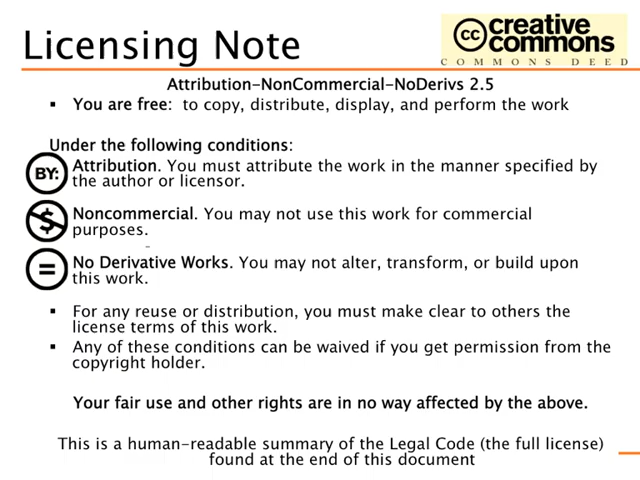 Licensing Note
cc creative
commons
COMMONS DEED
Attribution-NonCommercial-NoDerivs 2.5
▪ You are free: to copy, distribute, display, and perform the work
Under the following conditions:
BY: Attribution. You must attribute the work in the manner specified by
the author or licensor.
$ Noncommercial. You may not use this work for commercial
purposes.
= No Derivative Works. You may not alter, transform, or build upon
this work.
▪ For any reuse or distribution, you must make clear to others the
license terms of this work.
▪ Any of these conditions can be waived if you get permission from the
copyright holder.
Your fair use and other rights are in no way affected by the above.
This is a human-readable summary of the Legal Code (the full license)
found at the end of this document